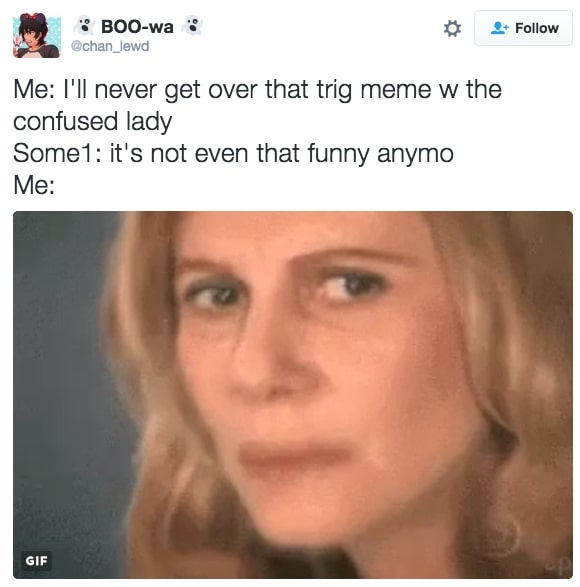 BOO-wa
@chan_lewd
Follow
Me: I'll never get over that trig meme w the
confused lady
Some1: it's not even that funny anymo
Me:
GIF